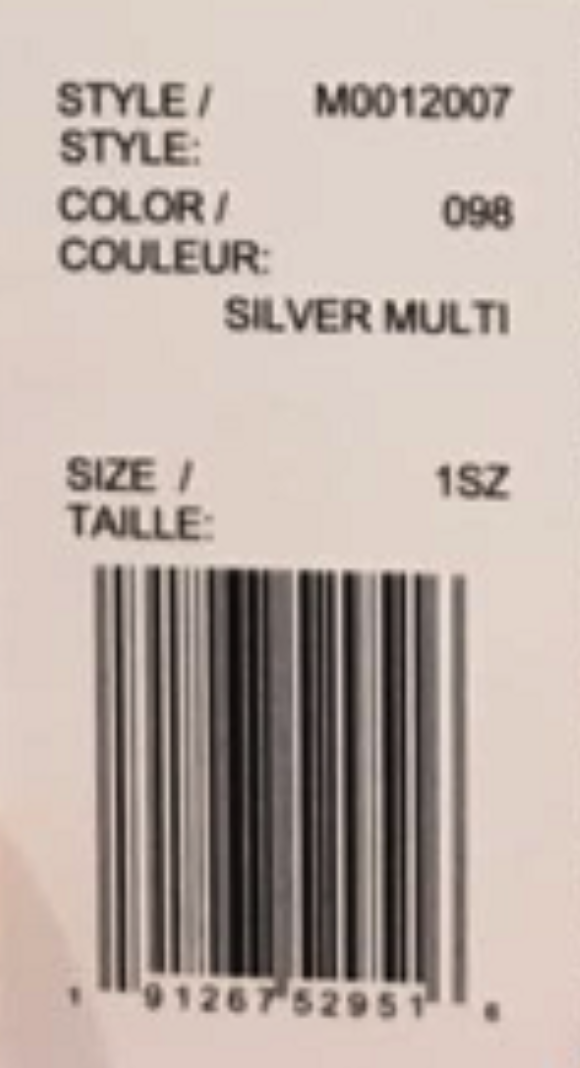 STYLE / M0012007
STYLE:
COLOR / 098
COULEUR:
SILVER MULTI
SIZE / 1SZ
TAILLE:
1 91267 52951 6